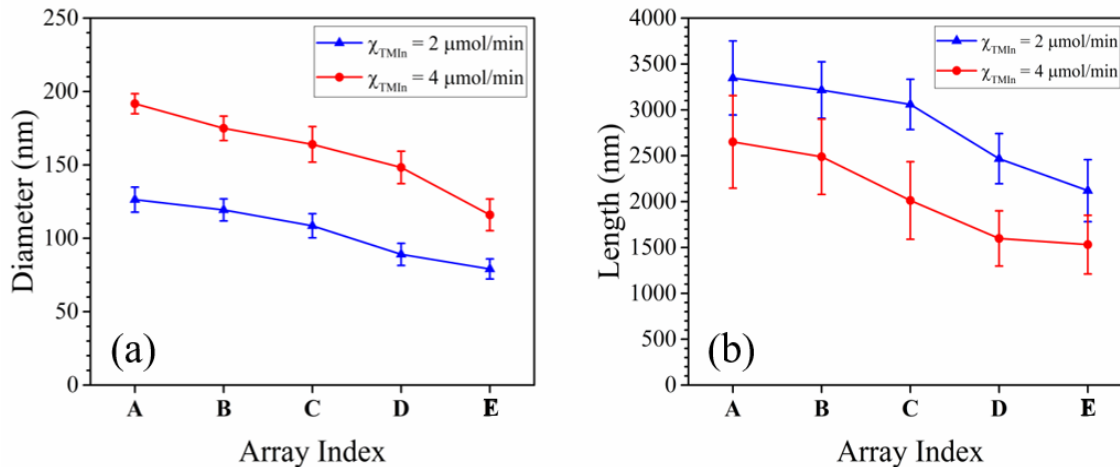 250
200
150
100
50
0
Diameter (nm)
χTMIn = 2 μmol/min
χTMIn = 4 μmol/min
(a)
A B C D E
Array Index
4000
3500
3000
2500
2000
1500
1000
500
0
Length (nm)
χTMIn = 2 μmol/min
χTMIn = 4 μmol/min
(b)
A B C D E
Array Index